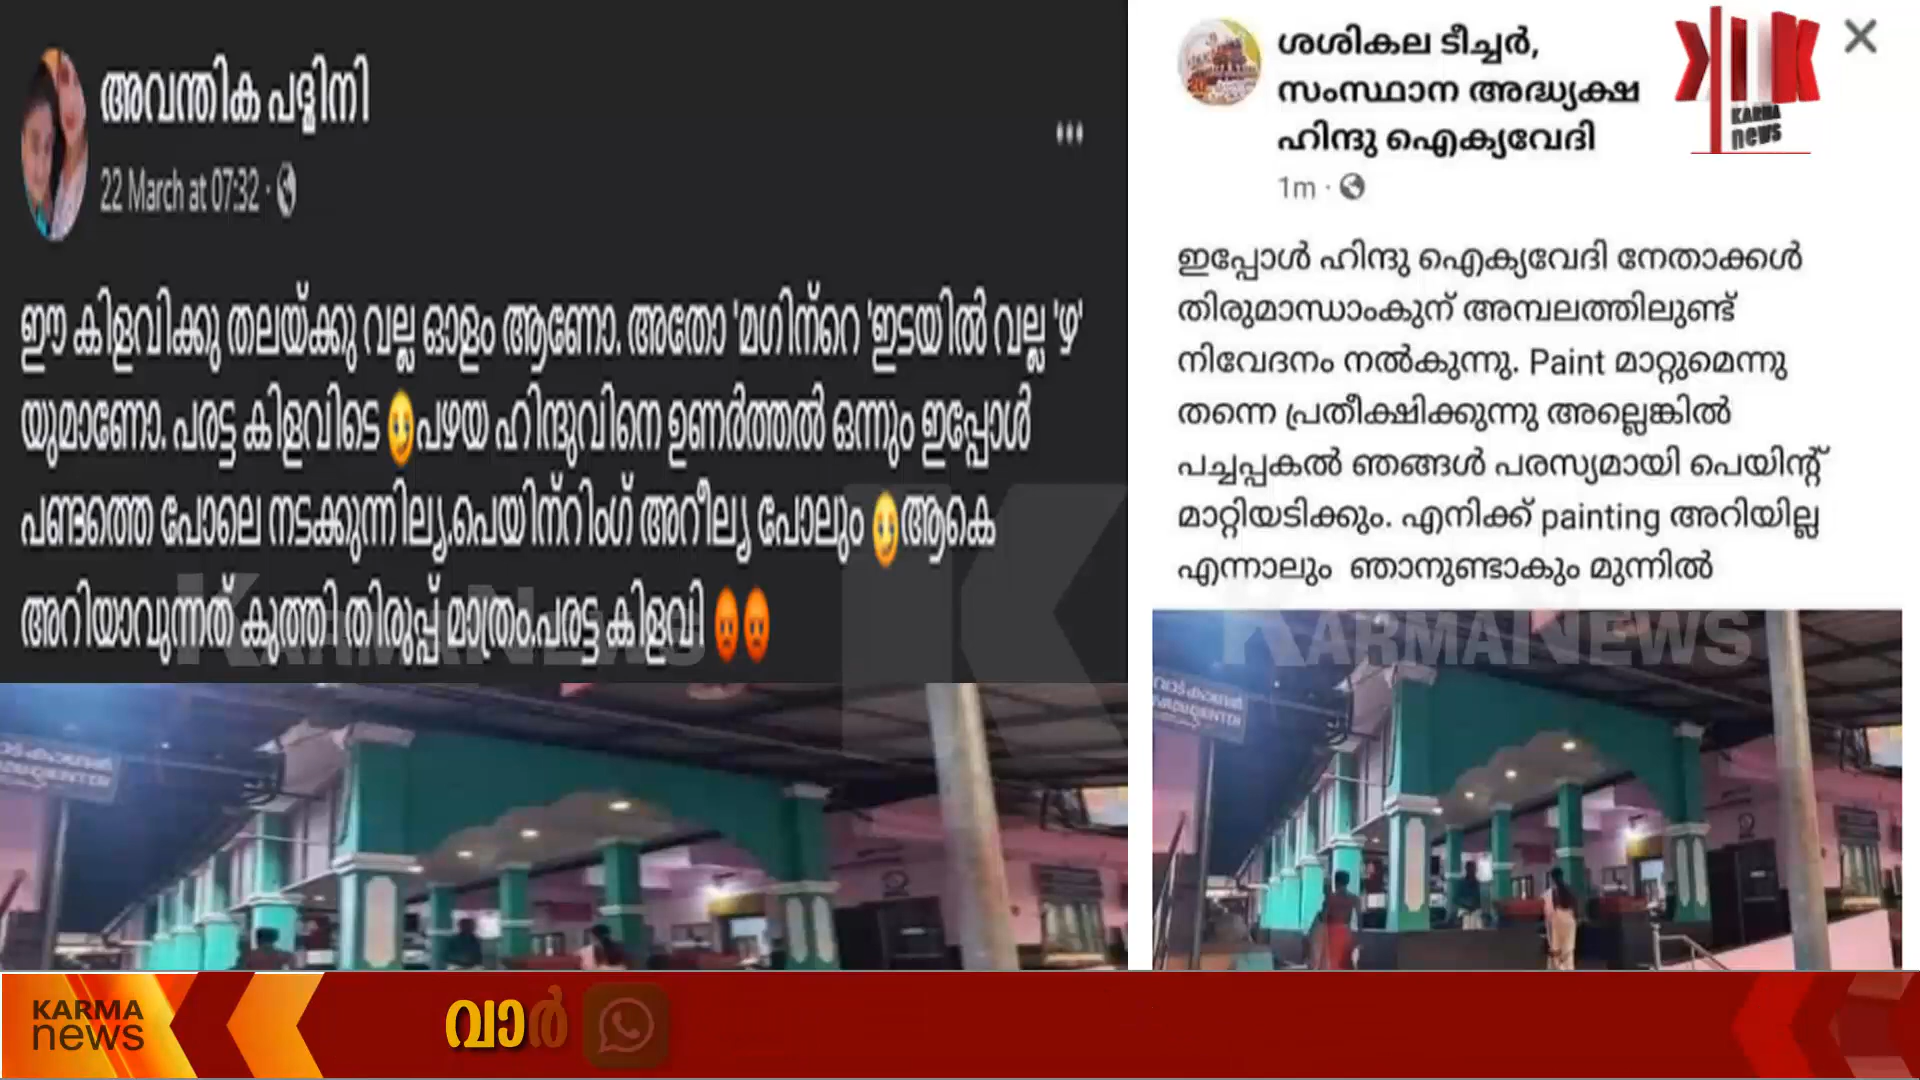 അവന്തിക പദ്മിനി
22 March at 07:32 ·
ഈ കിളവിക്കു തലയ്ക്കു വല്ല ഓളം ആണോ. അതോ 'മഗിന്റെ 'ഇടയിൽ വല്ല 'ഴ'
യുമാണോ. പരട്ട കിളവിടെ 😏പഴയ ഹിന്ദുവിനെ ഉണർത്തൽ ഒന്നും ഇപ്പോൾ
പണ്ടത്തെ പോലെ നടക്കുന്നില്യ.പെയിന്റിംഗ് അറീല്യ പോലും 😏ആകെ
അറിയാവുന്നത് കുത്തി തിരുപ്പ് മാത്രം.പരട്ട കിളവി 😡😡
ശശികല ടീച്ചർ,
സംസ്ഥാന അദ്ധ്യക്ഷ
ഹിന്ദു ഐക്യവേദി
1m ·
ഇപ്പോൾ ഹിന്ദു ഐക്യവേദി നേതാക്കൾ
തിരുമാന്ധാംകുന് അമ്പലത്തിലുണ്ട്
നിവേദനം നൽകുന്നു. Paint മാറ്റുമെന്നു
തന്നെ പ്രതീക്ഷിക്കുന്നു അല്ലെങ്കിൽ
പച്ചപ്പകൽ ഞങ്ങൾ പരസ്യമായി പെയിന്റ്
മാറ്റിയടിക്കും. എനിക്ക് painting അറിയില്ല
എന്നാലും ഞാനുണ്ടാകും മുന്നിൽ
KARMA
news
KARMANEWS
KARMANEWS
KARMA
news
വാർ